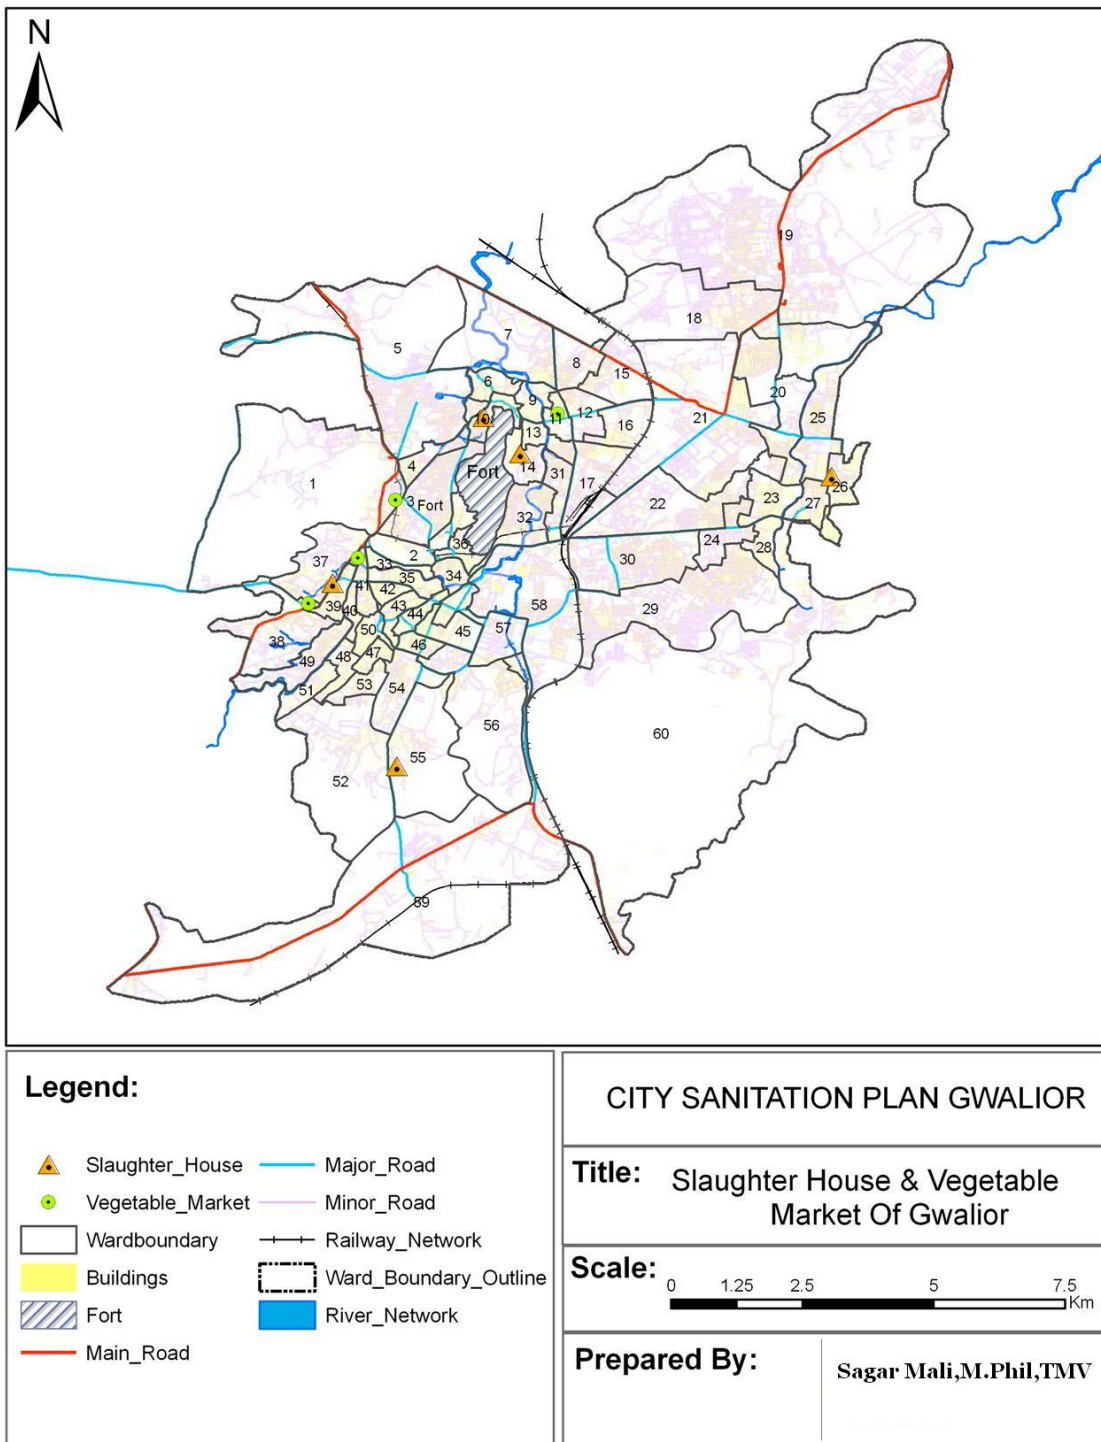 N
19
18
5
7
8
15
6
9
20
25
10
11
12
21
13
16
4
Fort
14
31
17
1
3
Fort
22
23
26
27
32
36
24
28
37
2
33
30
35
34
41
42
39
40
43
44
58
29
38
50
45
57
49
48
47
46
51
53
54
56
60
55
52
59
Legend:
Slaughter_House
Major_Road
Vegetable_Market
Minor_Road
Wardboundary
Railway_Network
Buildings
Ward_Boundary_Outline
Fort
River_Network
Main_Road
CITY SANITATION PLAN GWALIOR
Title: Slaughter House & Vegetable
Market Of Gwalior
Scale:
0 1.25 2.5 5 7.5
Km
Prepared By: Sagar Mali,M.Phil,TMV